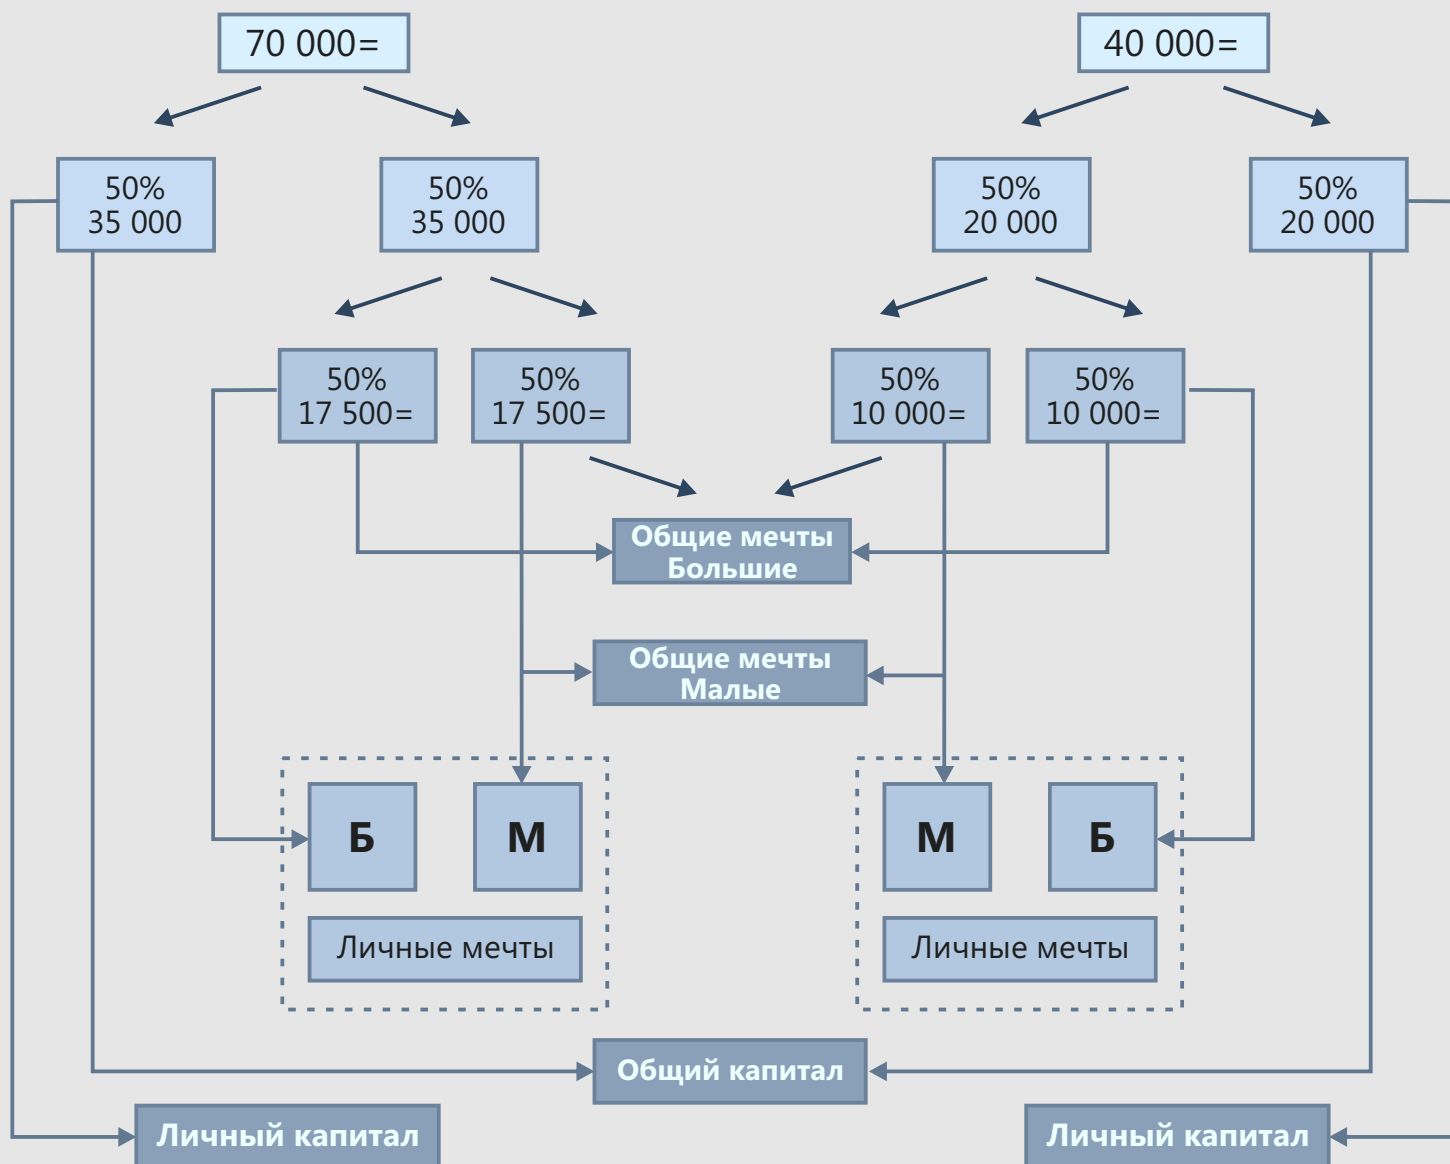 70 000=
40 000=
50%
35 000
50%
35 000
50%
20 000
50%
20 000
50%
17 500=
50%
17 500=
50%
10 000=
50%
10 000=
Общие мечты
Большие
Общие мечты
Малые
Б
М
М
Б
Личные мечты
Личные мечты
Общий капитал
Личный капитал
Личный капитал